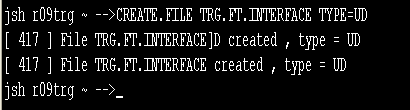 jsh r09trg ~ -->CREATE.FILE TRG.FT.INTERFACE TYPE=UD
[ 417 ] File TRG.FT.INTERFACE]D created , type = UD
[ 417 ] File TRG.FT.INTERFACE created , type = UD
jsh r09trg ~ -->_